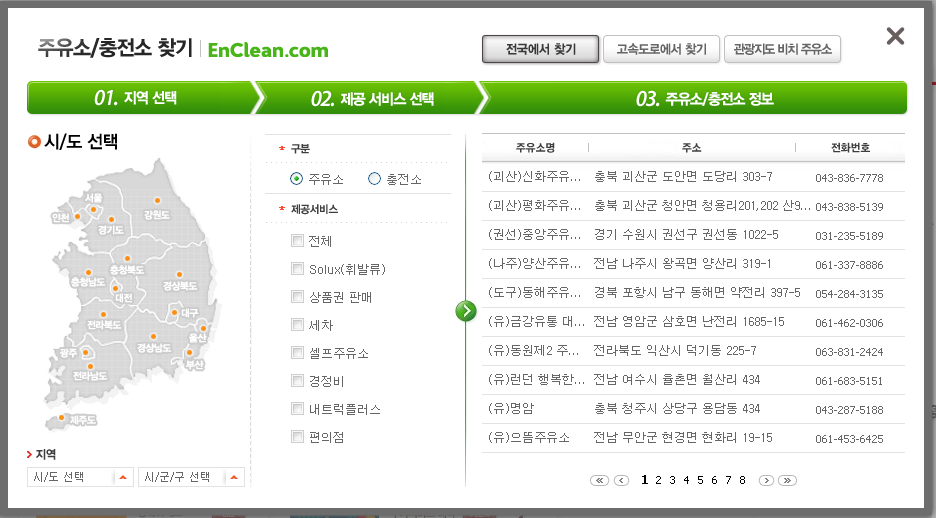 주유소/충전소 찾기 EnClean.com
전국에서 찾기 고속도로에서 찾기 관광지도 비치 주유소
01. 지역 선택 02. 제공 서비스 선택 03. 주유소/충전소 정보
시/도 선택
서울
인천
경기도
강원도
충청북도
충청남도
대전
경상북도
전라북도
대구
울산
경상남도
광주
부산
전라남도
제주도
지역
시/도 선택 시/군/구 선택
* 구분
주유소 충전소
* 제공서비스
전체
Solux(휘발류)
상품권 판매
세차
셀프주유소
경정비
내트럭플러스
편의점
주유소명 주소 전화번호
(괴산)신화주유... 충북 괴산군 도안면 도당리 303-7 043-836-7778
(괴산)평화주유... 충북 괴산군 청안면 청용리201,202 산9... 043-838-5139
(권선)중앙주유... 경기 수원시 권선구 권선동 1022-5 031-235-5189
(나주)양산주유... 전남 나주시 왕곡면 양산리 319-1 061-337-8886
(도구)동해주유... 경북 포항시 남구 동해면 약전리 397-5 054-284-3135
(유)금강유통 대... 전남 영암군 삼호면 난전리 1685-15 061-462-0306
(유)동원제2 주... 전라북도 익산시 덕기동 225-7 063-831-2424
(유)런던 행복한... 전남 여수시 율촌면 월산리 434 061-683-5151
(유)명암 충북 청주시 상당구 용담동 434 043-287-5188
(유)으뜸주유소 전남 무안군 현경면 현화리 19-15 061-453-6425
1 2 3 4 5 6 7 8